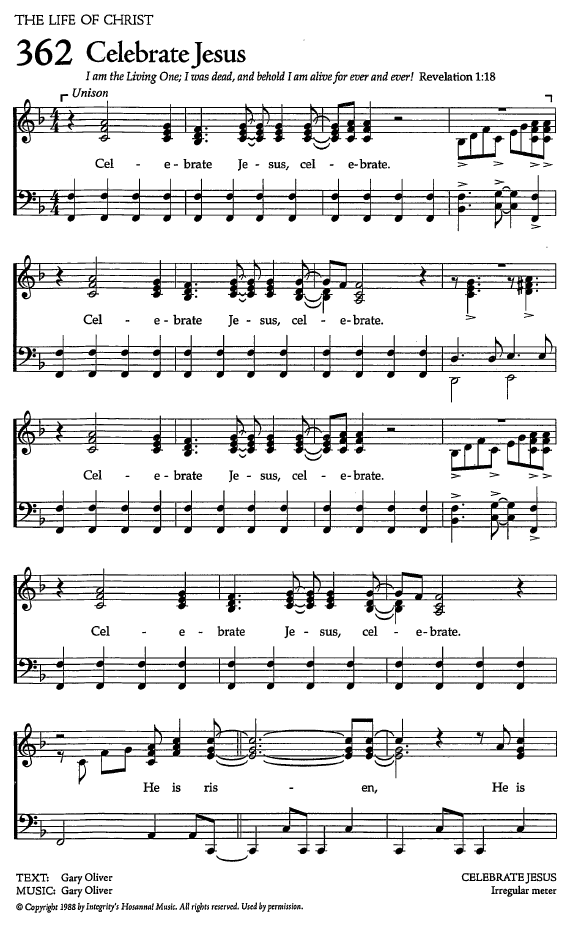 THE LIFE OF CHRIST
362 Celebrate Jesus
I am the Living One; I was dead, and behold I am alive for ever and ever! Revelation 1:18
Unison
Cel - e - brate Je - sus, cel - e-brate.
Cel - e - brate Je - sus, cel - e-brate.
Cel - e - brate Je - sus, cel - e-brate.
Cel - e - brate Je - sus, cel - e-brate.
He is ris - en, He is
TEXT: Gary Oliver
CELEBRATE JESUS
MUSIC: Gary Oliver
Irregular meter
© Copyright 1988 by Integrity's Hosanna! Music. All rights reserved. Used by permission.